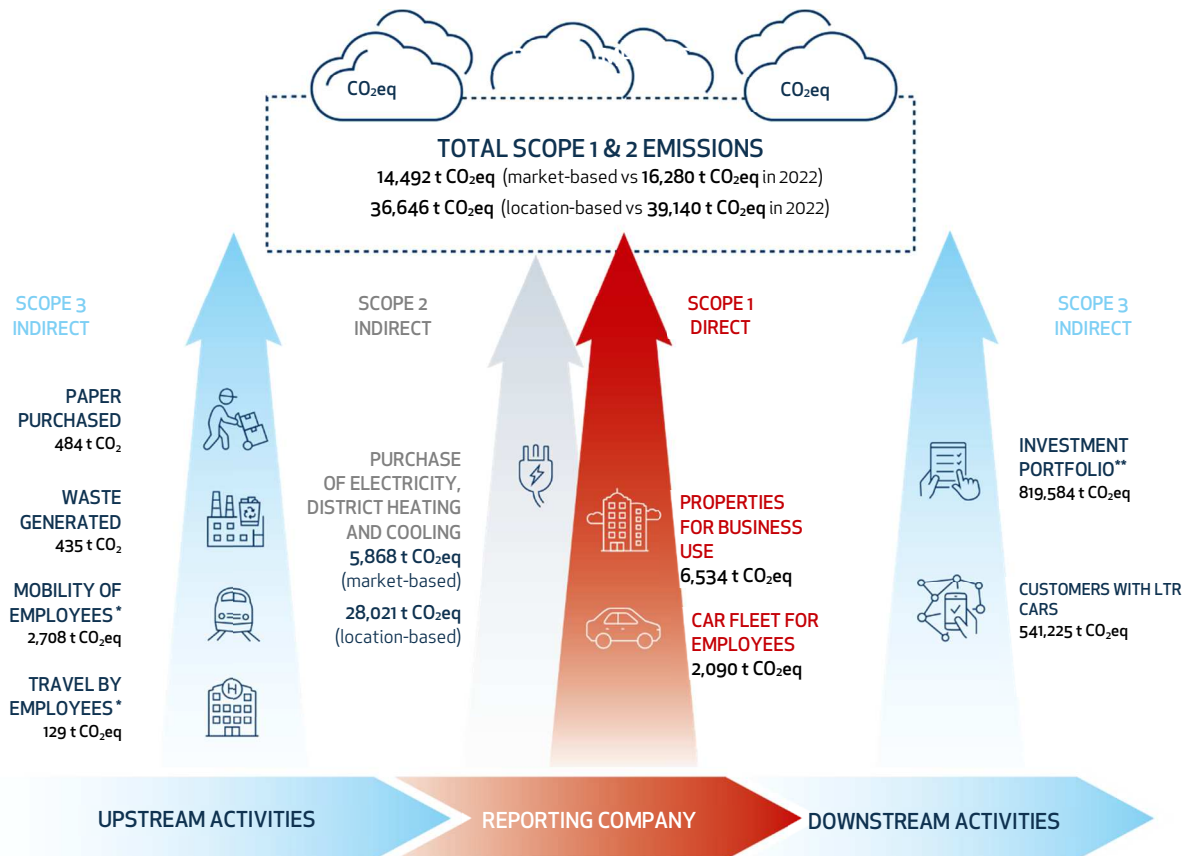 CO₂eq
CO₂eq
TOTAL SCOPE 1 & 2 EMISSIONS
14,492 t CO₂eq (market-based vs 16,280 t CO₂eq in 2022)
36,646 t CO₂eq (location-based vs 39,140 t CO₂eq in 2022)
SCOPE 3
INDIRECT
PAPER
PURCHASED
484 t CO₂
WASTE
GENERATED
435 t CO₂
MOBILITY OF
EMPLOYEES*
2,708 t CO₂eq
TRAVEL BY
EMPLOYEES*
129 t CO₂eq
H
SCOPE 2
INDIRECT
PURCHASE
OF ELECTRICITY,
DISTRICT HEATING
AND COOLING
5,868 t CO₂eq
(market-based)
28,021 t CO₂eq
(location-based)
SCOPE 1
DIRECT
PROPERTIES
FOR BUSINESS
USE
6,534 t CO₂eq
CAR FLEET FOR
EMPLOYEES
2,090 t CO₂eq
SCOPE 3
INDIRECT
INVESTMENT
PORTFOLIO**
819,584 t CO₂eq
CUSTOMERS WITH LTR
CARS
541,225 t CO₂eq
UPSTREAM ACTIVITIES
REPORTING COMPANY
DOWNSTREAM ACTIVITIES